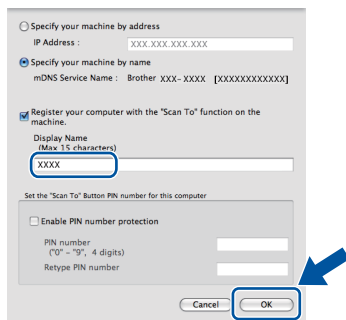 Specify your machine by address
IP Address : XXX.XXX.XXX.XXX
Specify your machine by name
mDNS Service Name : Brother XXX-XXXX [XXXXXXXXXXXX]
Register your computer with the "Scan To" function on the
machine.
Display Name
(Max 15 characters)
XXXX
Set the "Scan To" Button PIN number for this computer
Enable PIN number protection
PIN number
("0" – "9", 4 digits)
Retype PIN number
Cancel OK